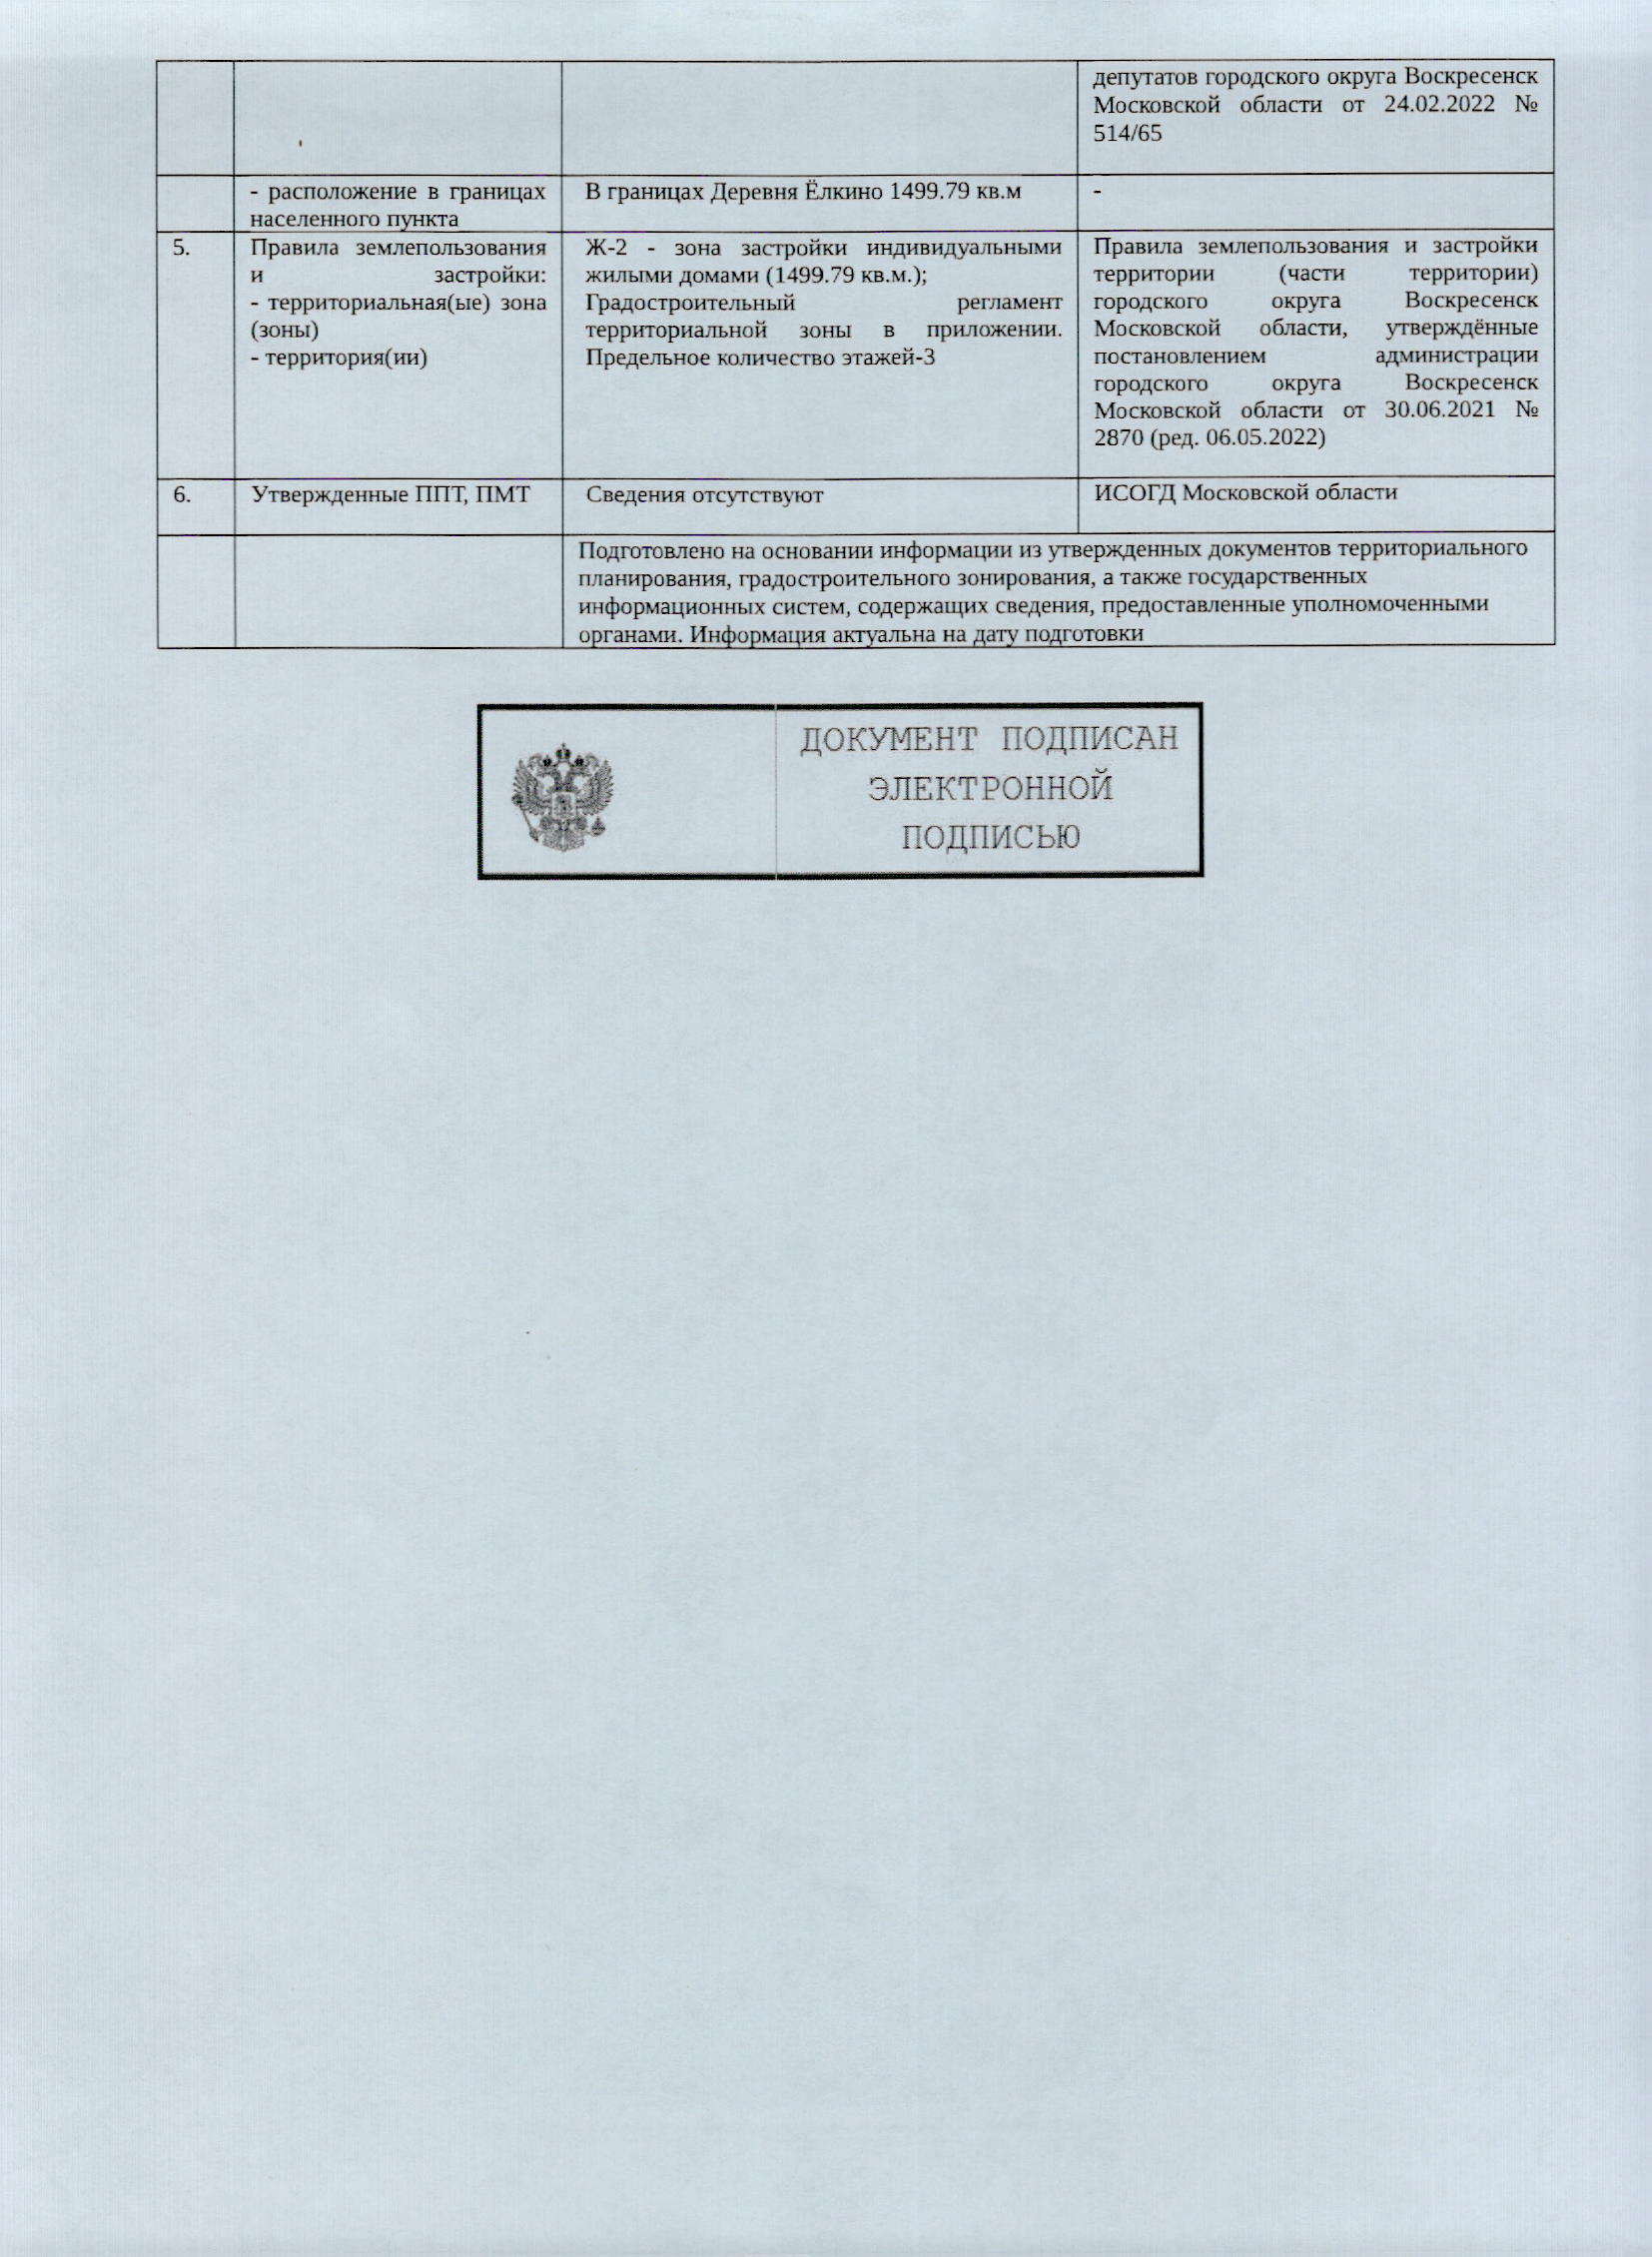 депутатов городского округа Воскресенск
Московской области от 24.02.2022 №
514/65
- расположение в границах
населенного пункта
В границах Деревня Ёлкино 1499.79 кв.м
-
5.
Правила землепользования
и застройки:
- территориальная(ые) зона
(зоны)
- территория(ии)
Ж-2 - зона застройки индивидуальными
жилыми домами (1499.79 кв.м.);
Градостроительный регламент
территориальной зоны в приложении.
Предельное количество этажей-3
Правила землепользования и застройки
территории (части территории)
городского округа Воскресенск
Московской области, утверждённые
постановлением администрации
городского округа Воскресенск
Московской области от 30.06.2021 №
2870 (ред. 06.05.2022)
6.
Утвержденные ППТ, ПМТ
Сведения отсутствуют
ИСОГД Московской области
Подготовлено на основании информации из утвержденных документов территориального
планирования, градостроительного зонирования, а также государственных
информационных систем, содержащих сведения, предоставленные уполномоченными
органами. Информация актуальна на дату подготовки
ДОКУМЕНТ ПОДПИСАН
ЭЛЕКТРОННОЙ
ПОДПИСЬЮ